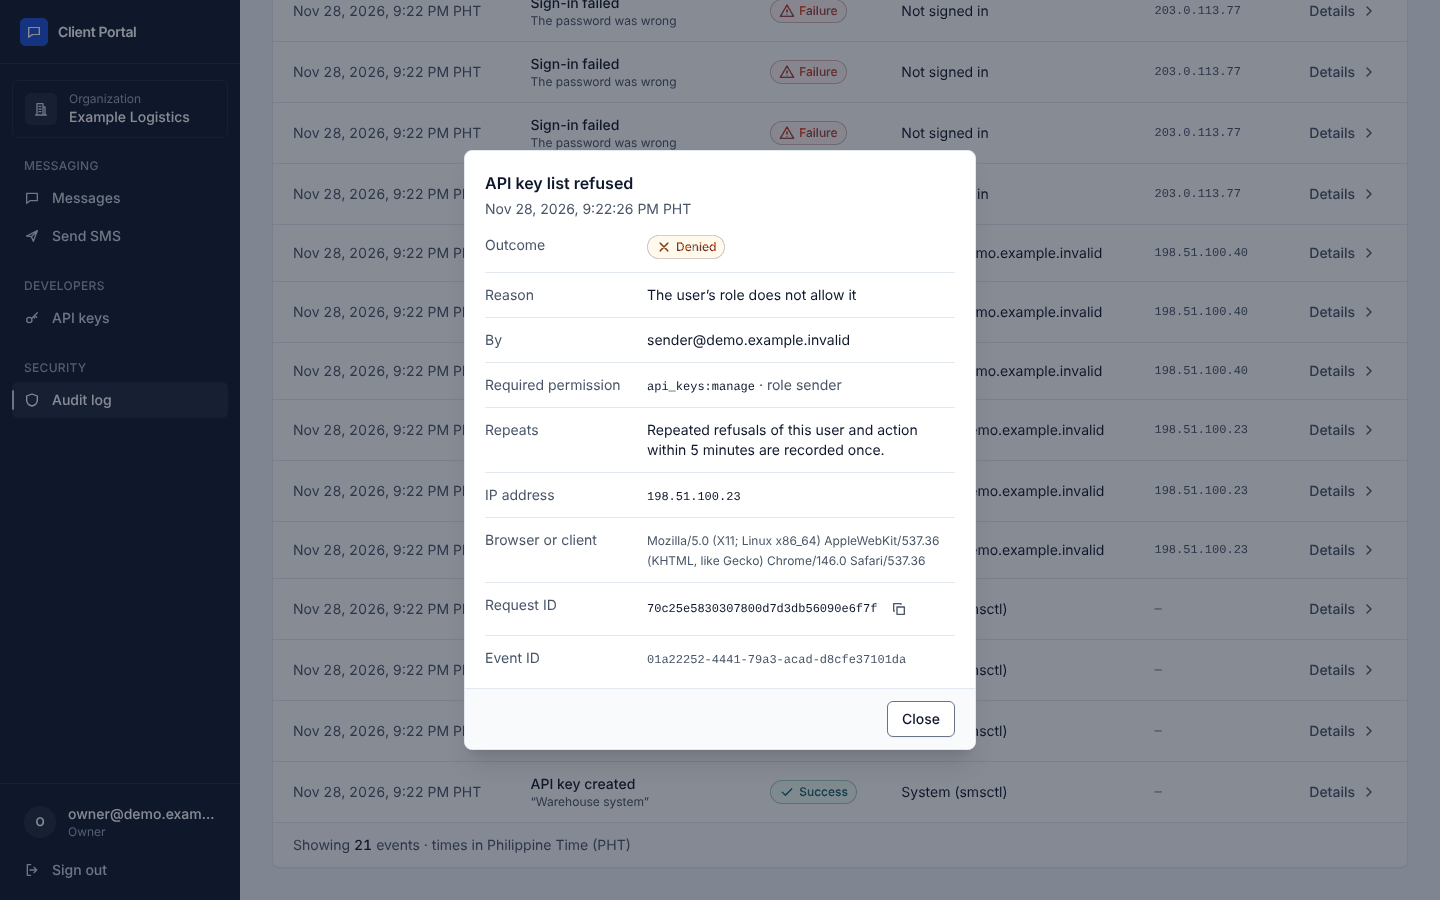 Client Portal
Organization
Example Logistics
MESSAGING
Messages
Send SMS
DEVELOPERS
API keys
SECURITY
Audit log
O
owner@demo.exam...
Owner
Sign out
Nov 28, 2026, 9:22 PM PHT Sign-in failed Failure Not signed in 203.0.113.77 Details
The password was wrong
Nov 28, 2026, 9:22 PM PHT Sign-in failed Failure Not signed in 203.0.113.77 Details
The password was wrong
Nov 28, 2026, 9:22 PM PHT Sign-in failed Failure Not signed in 203.0.113.77 Details
The password was wrong
Nov 28, 2026, 9:22 PM in 203.0.113.77 Details
Nov 28, 2026, 9:22 PM mo.example.invalid 198.51.100.40 Details
Nov 28, 2026, 9:22 PM mo.example.invalid 198.51.100.40 Details
Nov 28, 2026, 9:22 PM mo.example.invalid 198.51.100.40 Details
Nov 28, 2026, 9:22 PM mo.example.invalid 198.51.100.23 Details
Nov 28, 2026, 9:22 PM mo.example.invalid 198.51.100.23 Details
Nov 28, 2026, 9:22 PM mo.example.invalid 198.51.100.23 Details
Nov 28, 2026, 9:22 PM sctl) – Details
Nov 28, 2026, 9:22 PM sctl) – Details
Nov 28, 2026, 9:22 PM sctl) – Details
Nov 28, 2026, 9:22 PM PHT API key created Success System (smsctl) – Details
“Warehouse system”
Showing 21 events · times in Philippine Time (PHT)
API key list refused
Nov 28, 2026, 9:22:26 PM PHT
Outcome Denied
Reason The user’s role does not allow it
By sender@demo.example.invalid
Required permission api_keys:manage · role sender
Repeats Repeated refusals of this user and action
within 5 minutes are recorded once.
IP address 198.51.100.23
Browser or client Mozilla/5.0 (X11; Linux x86_64) AppleWebKit/537.36
(KHTML, like Gecko) Chrome/146.0 Safari/537.36
Request ID 70c25e5830307800d7d3db56090e6f7f
Event ID 01a22252-4441-79a3-acad-d8cfe37101da
Close